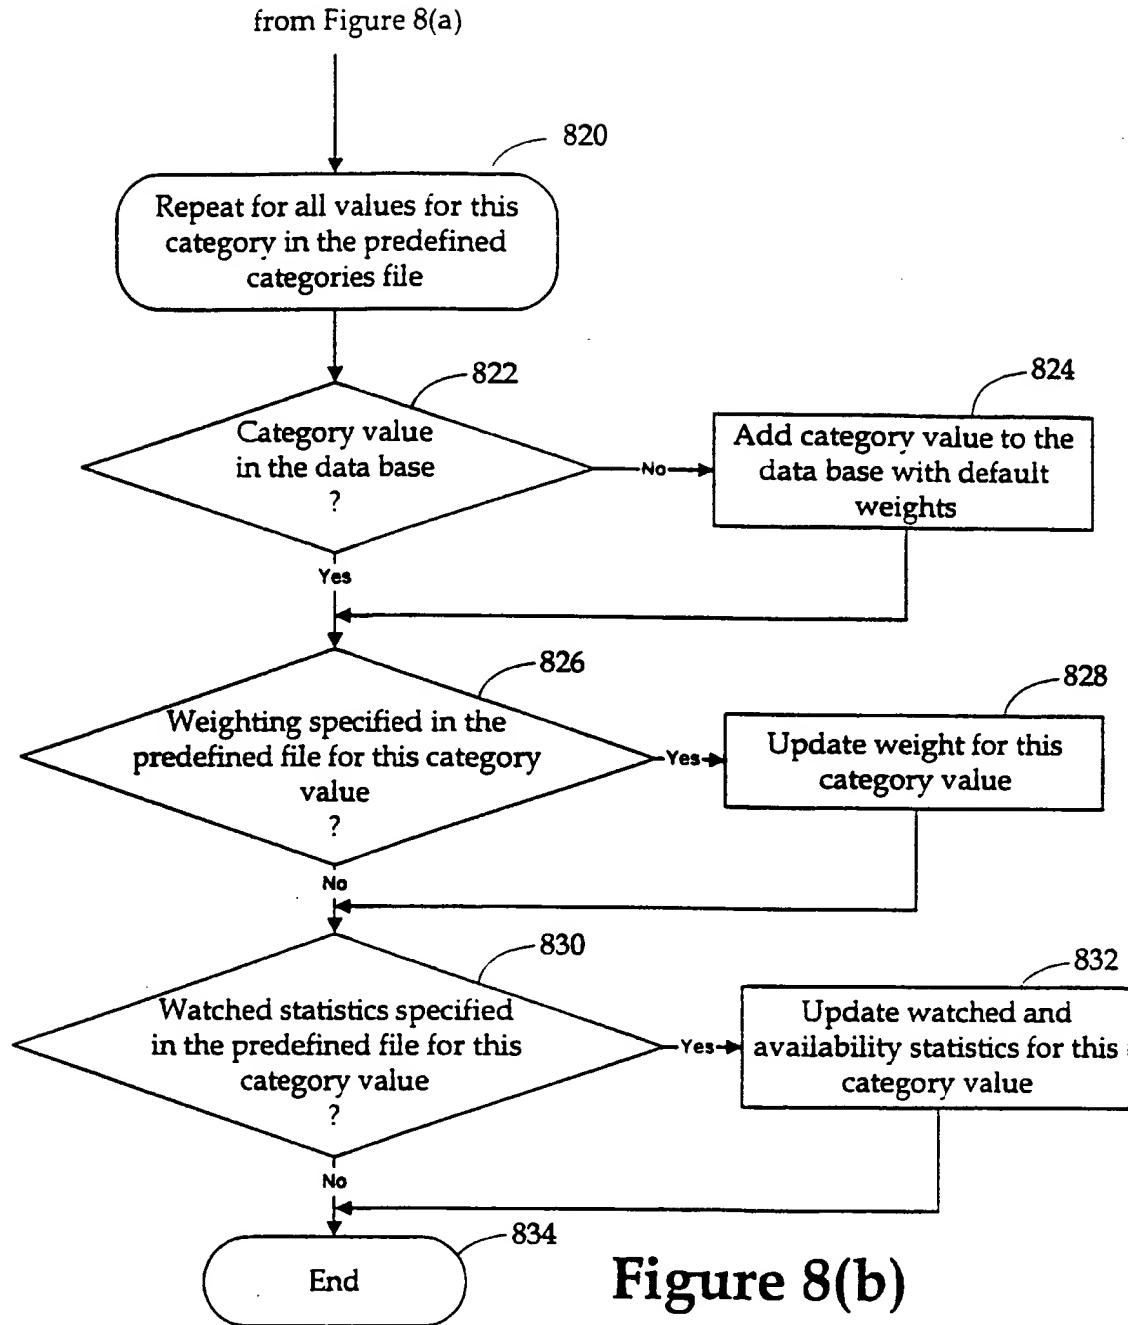 from Figure 8(a)
820
Repeat for all values for this
category in the predefined
categories file
822
Category value
in the data base
?
No
824
Add category value to the
data base with default
weights
Yes
826
Weighting specified in the
predefined file for this category
value
?
Yes
828
Update weight for this
category value
No
830
Watched statistics specified
in the predefined file for this
category value
?
Yes
832
Update watched and
availability statistics for this
category value
No
834
End
Figure 8(b)